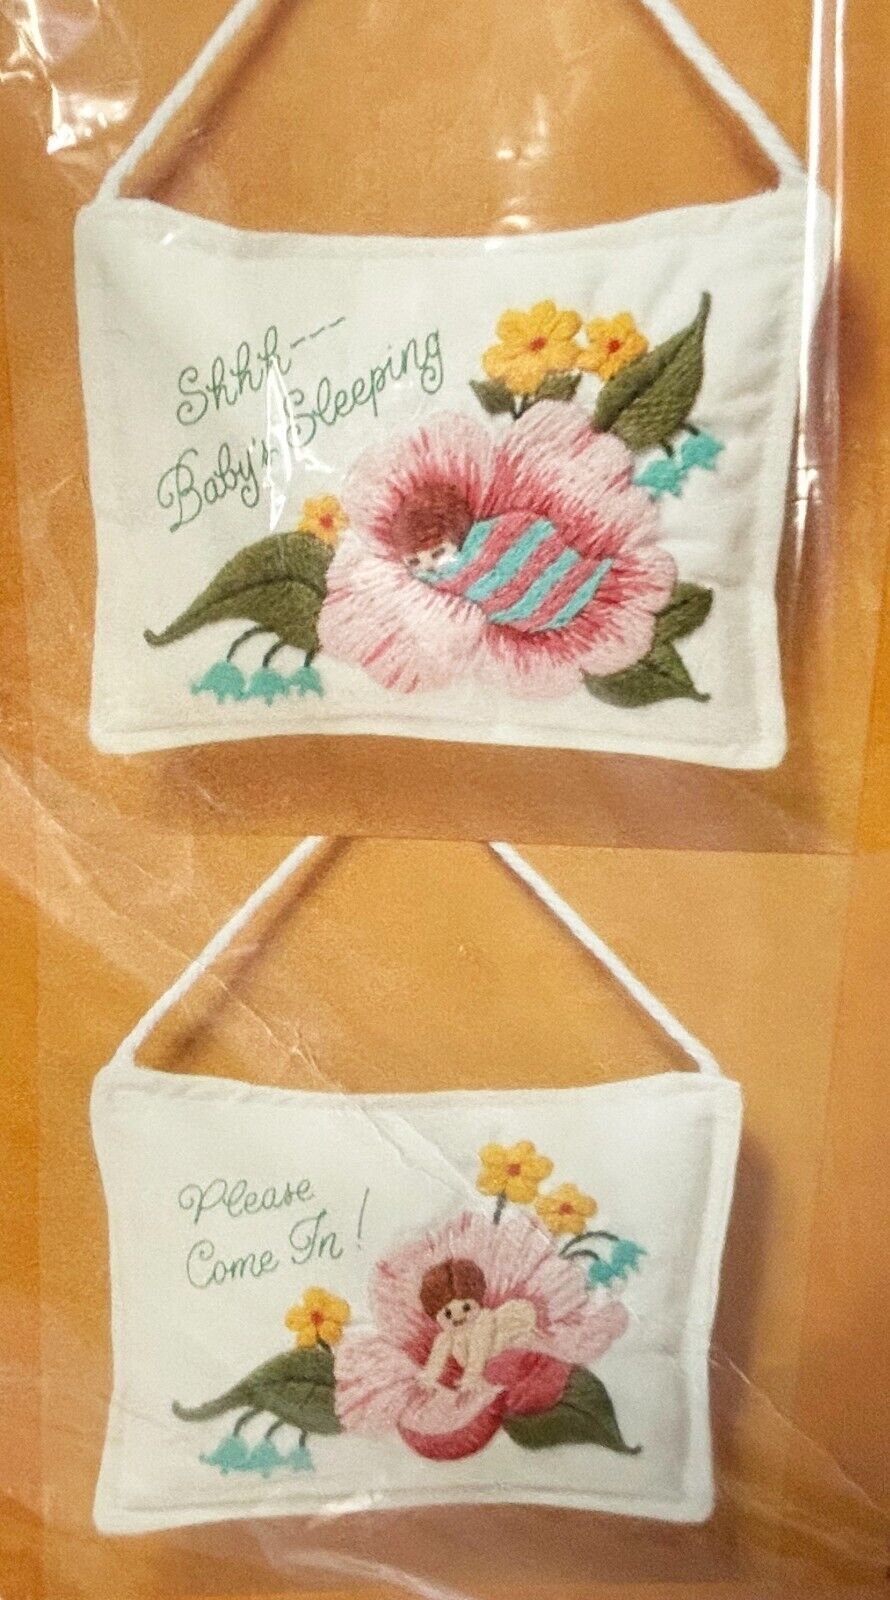 Shhh---
Baby's Sleeping
Please
Come In!